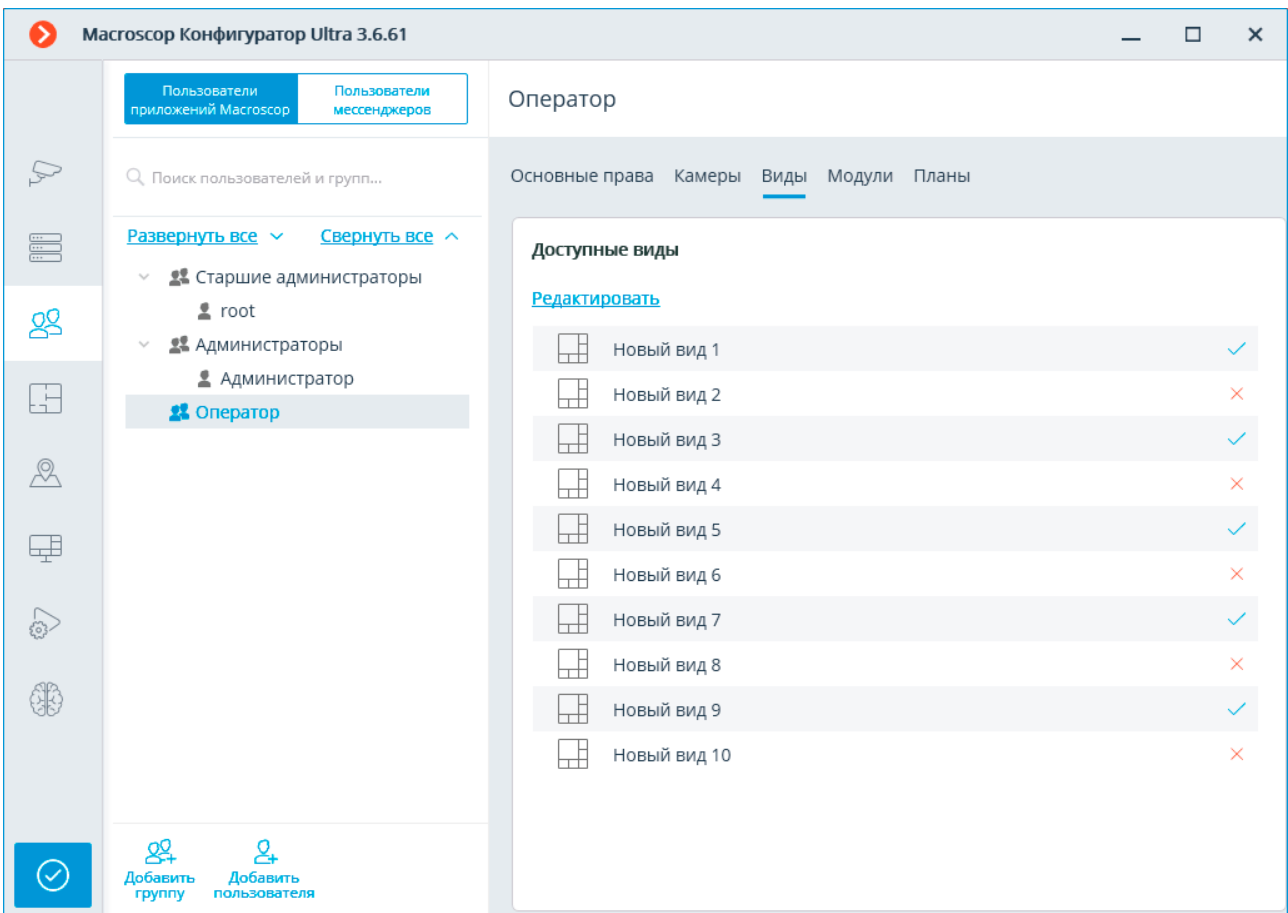 Macroscop Конфигуратор Ultra 3.6.61
Пользователи
приложений Macroscop
Пользователи
мессенджеров
Поиск пользователей и групп...
Развернуть все
Свернуть все
Старшие администраторы
root
Администраторы
Администратор
Оператор
Добавить
группу
Добавить
пользователя
Оператор
Основные права Камеры Виды Модули Планы
Доступные виды
Редактировать
Новый вид 1
Новый вид 2
Новый вид 3
Новый вид 4
Новый вид 5
Новый вид 6
Новый вид 7
Новый вид 8
Новый вид 9
Новый вид 10